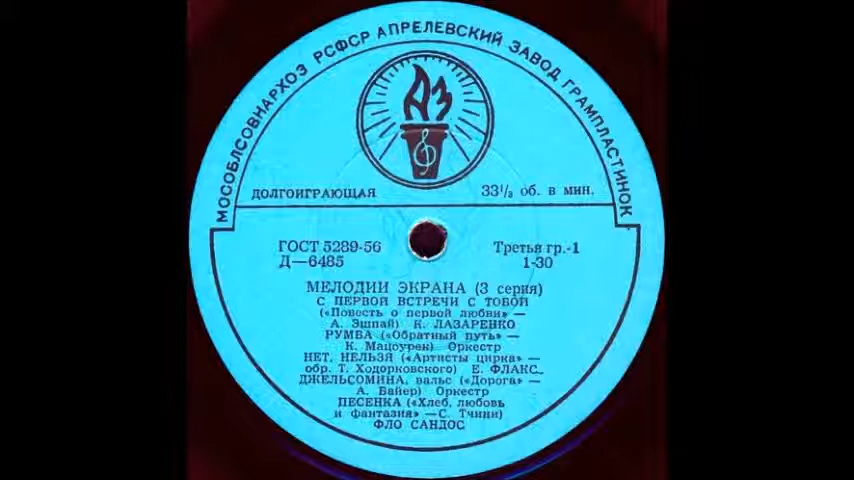 МОСОБЛСОВНАРХОЗ РСФСР АПРЕЛЕВСКИЙ ЗАВОД ГРАМПЛАСТИНОК
АЗ
ДОЛГОИГРАЮЩАЯ 33 1/3 об. в мин.
ГОСТ 5289-56 Третья гр.-1
Д—6485 1-30
МЕЛОДИИ ЭКРАНА (3 серия)
С ПЕРВОЙ ВСТРЕЧИ С ТОБОЙ
(«Повесть о первой любви» —
А. Эшпай) К. ЛАЗАРЕНКО
РУМБА («Обратный путь» —
К. Мацоурек) Оркестр
НЕТ, НЕЛЬЗЯ («Артисты цирка» —
обр. Т. Ходорковского) Е. ФЛАКС
ДЖЕЛЬСОМИНА, вальс («Дорога» —
А. Байер) Оркестр
ПЕСЕНКА («Хлеб, любовь
и фантазия» —С. Тчини)
ФЛО САНДОС